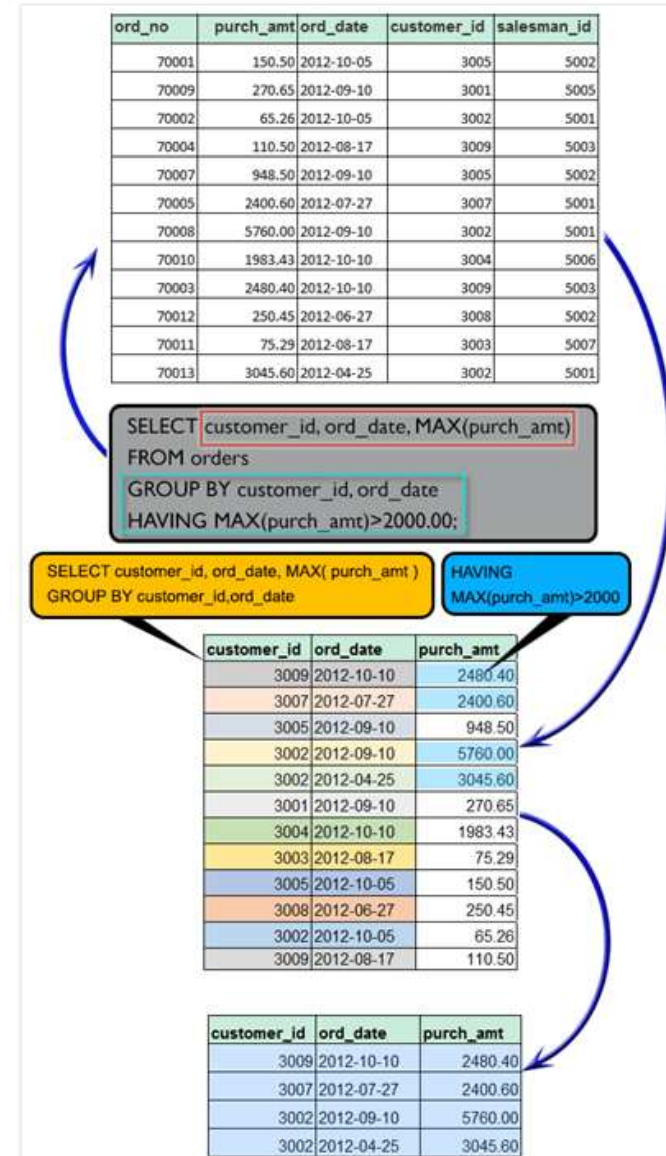 ord_no purch_amt ord_date customer_id salesman_id
70001 150.50 2012-10-05 3005 5002
70009 270.65 2012-09-10 3001 5005
70002 65.26 2012-10-05 3002 5001
70004 110.50 2012-08-17 3009 5003
70007 948.50 2012-09-10 3005 5002
70005 2400.60 2012-07-27 3007 5001
70008 5760.00 2012-09-10 3002 5001
70010 1983.43 2012-10-10 3004 5006
70003 2480.40 2012-10-10 3009 5003
70012 250.45 2012-06-27 3008 5002
70011 75.29 2012-08-17 3003 5007
70013 3045.60 2012-04-25 3002 5001
SELECT customer_id, ord_date, MAX(purch_amt)
FROM orders
GROUP BY customer_id, ord_date
HAVING MAX(purch_amt)>2000.00;
SELECT customer_id, ord_date, MAX( purch_amt )
GROUP BY customer_id,ord_date
HAVING
MAX(purch_amt)>2000
customer_id ord_date purch_amt
3009 2012-10-10 2480.40
3007 2012-07-27 2400.60
3005 2012-09-10 948.50
3002 2012-09-10 5760.00
3002 2012-04-25 3045.60
3001 2012-09-10 270.65
3004 2012-10-10 1983.43
3003 2012-08-17 75.29
3005 2012-10-05 150.50
3008 2012-06-27 250.45
3002 2012-10-05 65.26
3009 2012-08-17 110.50
customer_id ord_date purch_amt
3009 2012-10-10 2480.40
3007 2012-07-27 2400.60
3002 2012-09-10 5760.00
3002 2012-04-25 3045.60